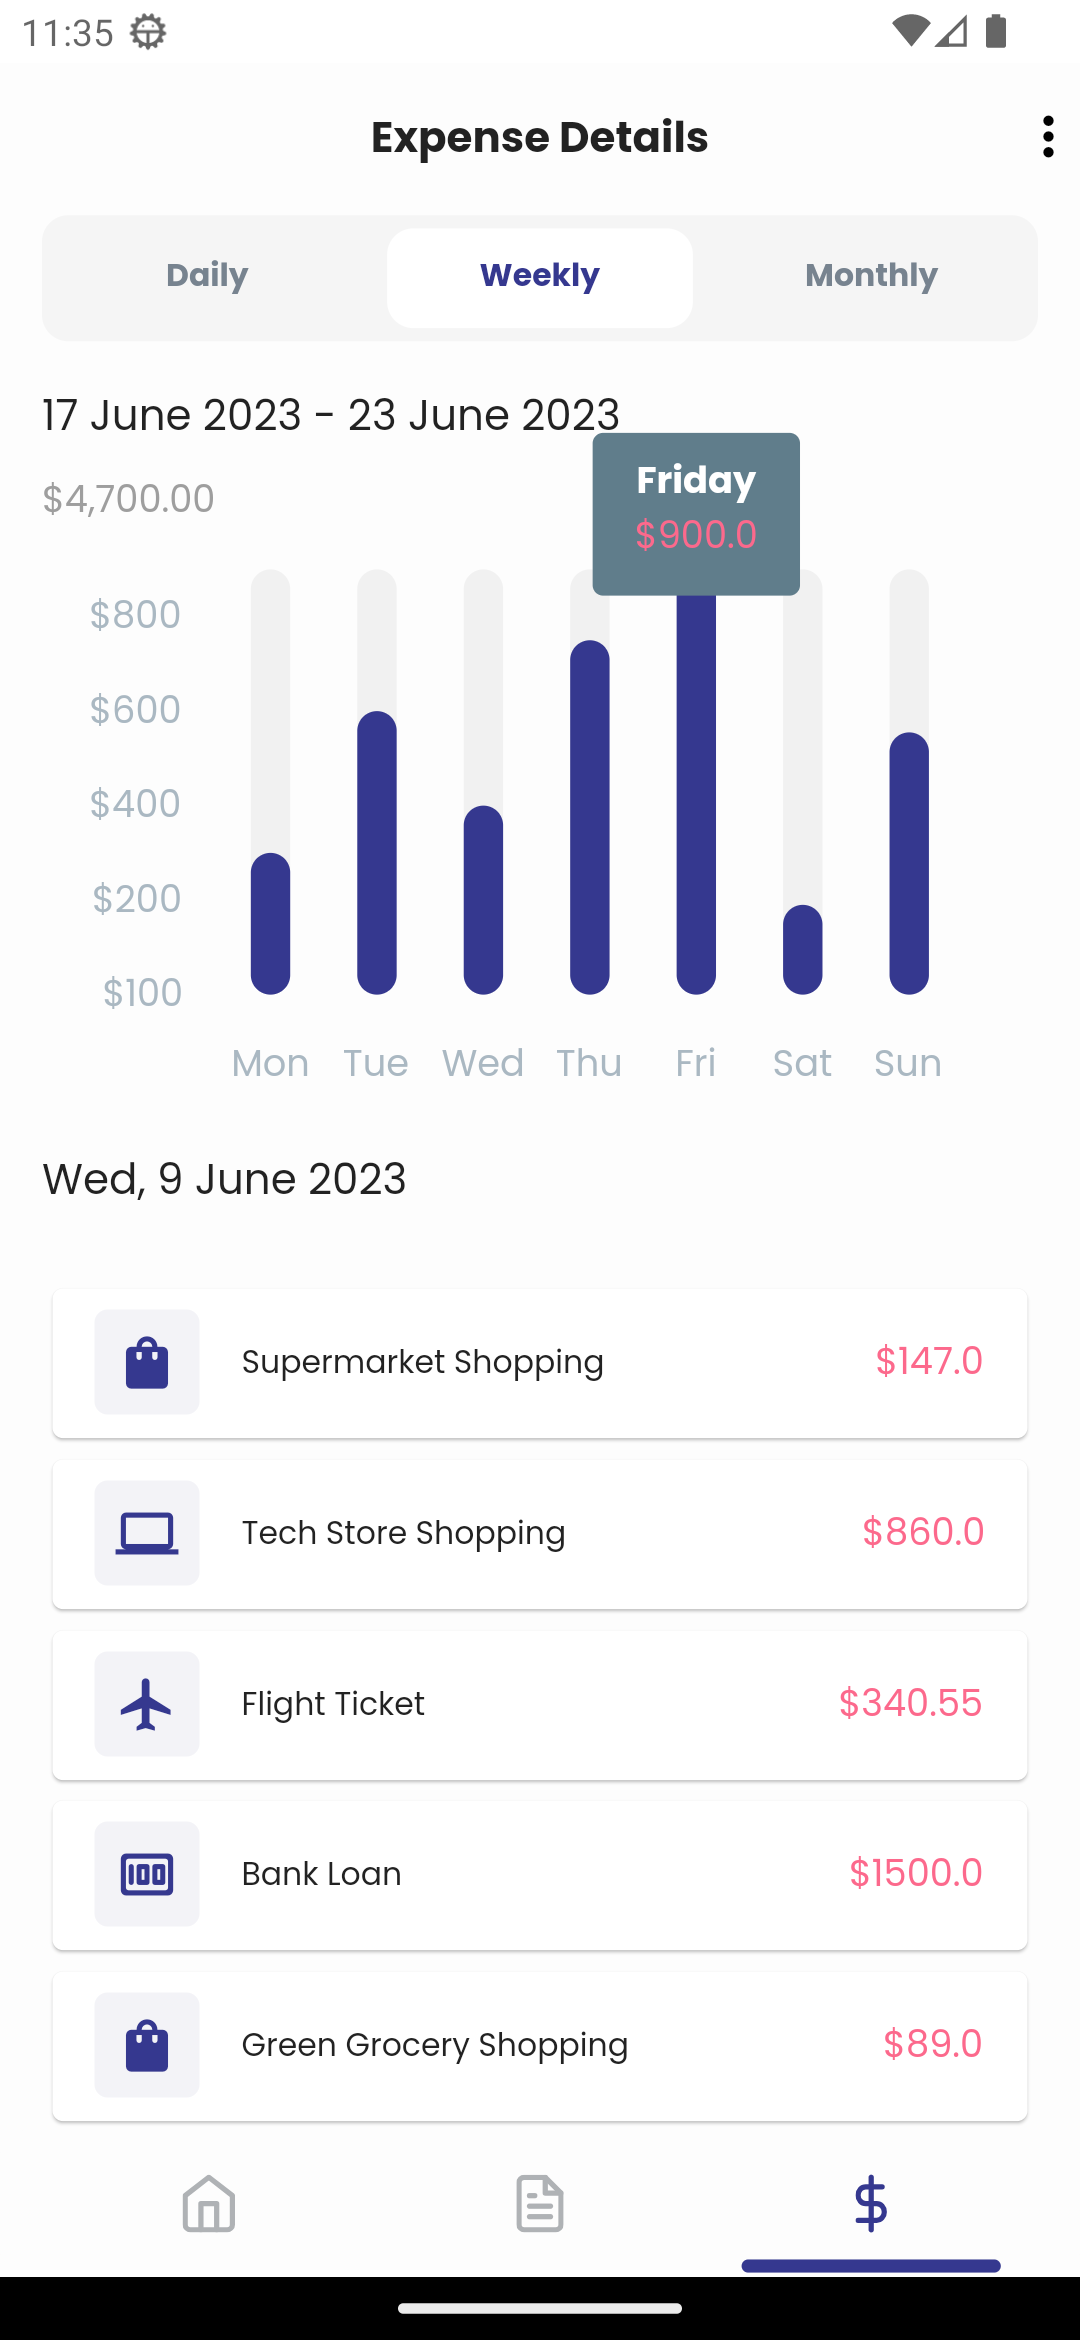 11:35
Expense Details
Daily Weekly Monthly
17 June 2023 - 23 June 2023
$4,700.00
Friday
$900.0
$800
$600
$400
$200
$100
Mon Tue Wed Thu Fri Sat Sun
Wed, 9 June 2023
Supermarket Shopping $147.0
Tech Store Shopping $860.0
Flight Ticket $340.55
Bank Loan $1500.0
Green Grocery Shopping $89.0